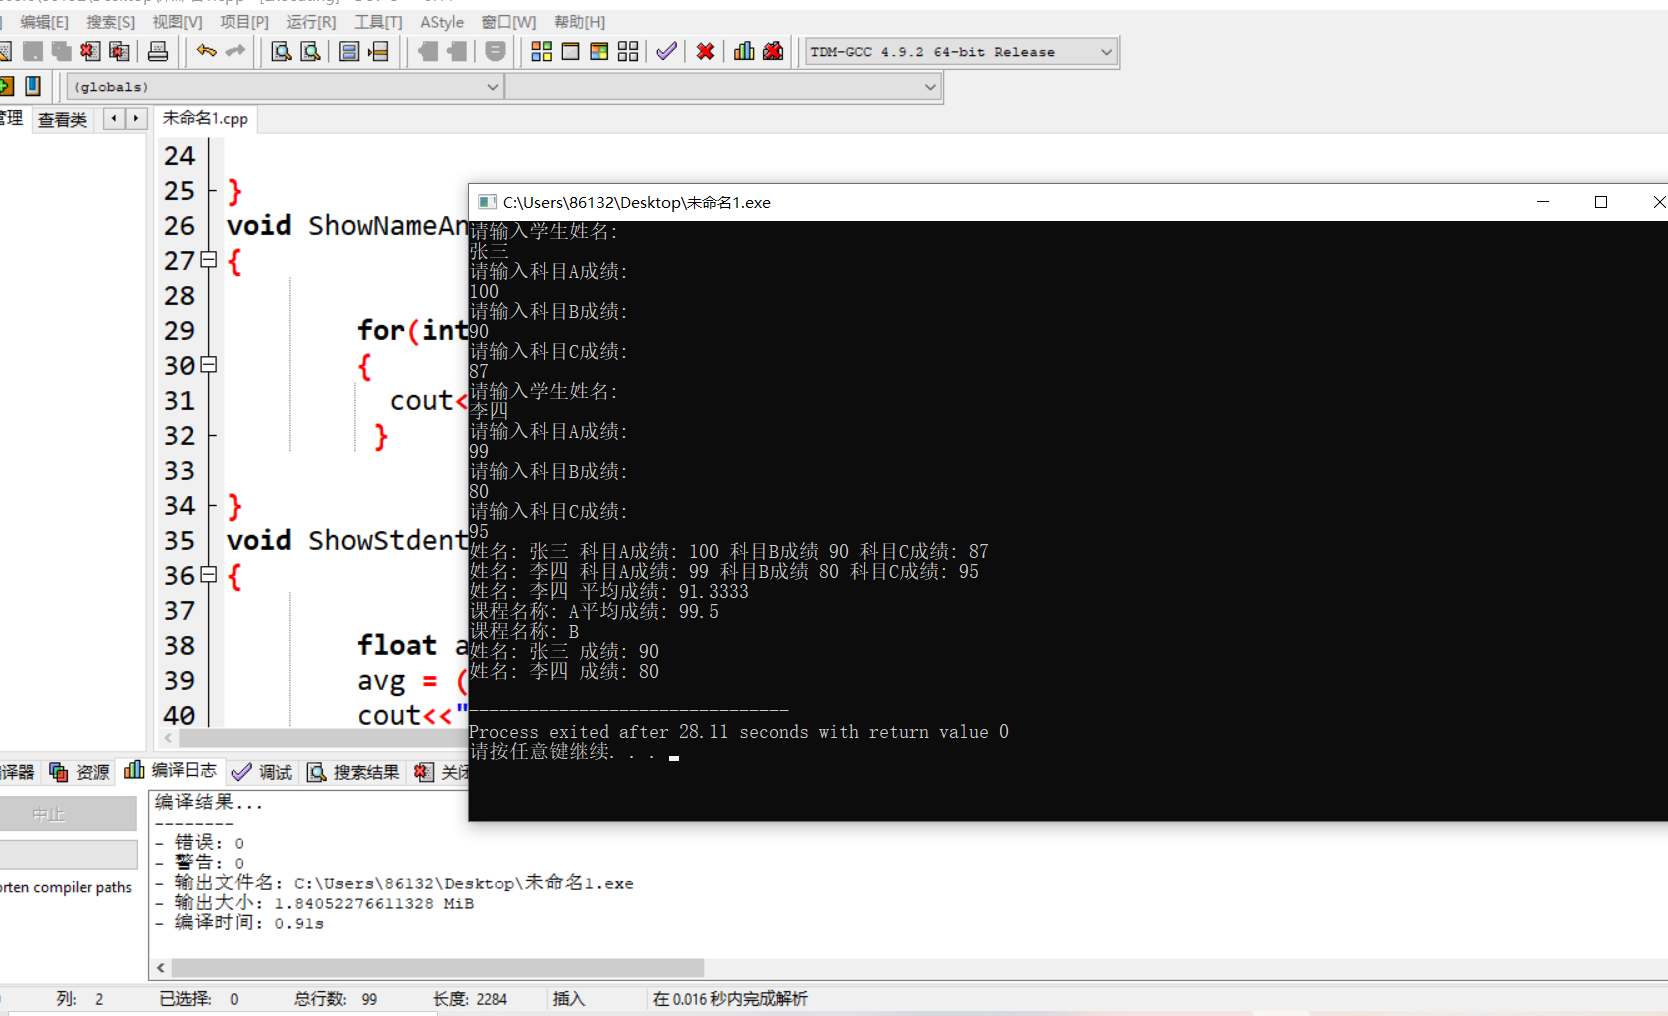 编辑[E] 搜索[S] 视图[V] 项目[P] 运行[R] 工具[T] AStyle 窗口[W] 帮助[H]
TDM-GCC 4.9.2 64-bit Release
(globals)
管理 查看类 未命名1.cpp
24
25 }
26 void ShowNameAn
27 {
28
29 for(int
30 {
31 cout<
32 }
33
34 }
35 void ShowStdent
36 {
37
38 float a
39 avg = (
40 cout<<"
C:\Users\86132\Desktop\未命名1.exe
请输入学生姓名:
张三
请输入科目A成绩:
100
请输入科目B成绩:
90
请输入科目C成绩:
87
请输入学生姓名:
李四
请输入科目A成绩:
99
请输入科目B成绩:
80
请输入科目C成绩:
95
姓名: 张三 科目A成绩: 100 科目B成绩 90 科目C成绩: 87
姓名: 李四 科目A成绩: 99 科目B成绩 80 科目C成绩: 95
姓名: 李四 平均成绩: 91.3333
课程名称: A平均成绩: 99.5
课程名称: B
姓名: 张三 成绩: 90
姓名: 李四 成绩: 80
--------------------------------
Process exited after 28.11 seconds with return value 0
请按任意键继续. . .
译器 资源 编译日志 调试 搜索结果 关闭
中止
orten compiler paths
编译结果...
--------
- 错误: 0
- 警告: 0
- 输出文件名: C:\Users\86132\Desktop\未命名1.exe
- 输出大小: 1.84052276611328 MiB
- 编译时间: 0.91s
列: 2 已选择: 0 总行数: 99 长度: 2284 插入 在 0.016 秒内完成解析